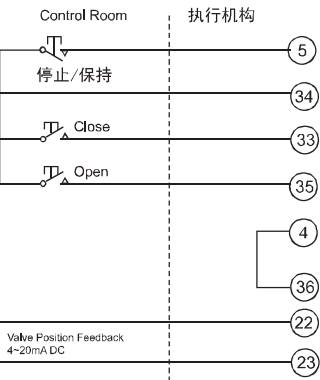 Control Room 执行机构
5
停止/保持
34
Close
33
Open
35
4
36
22
Valve Position Feedback
4~20mA DC
23